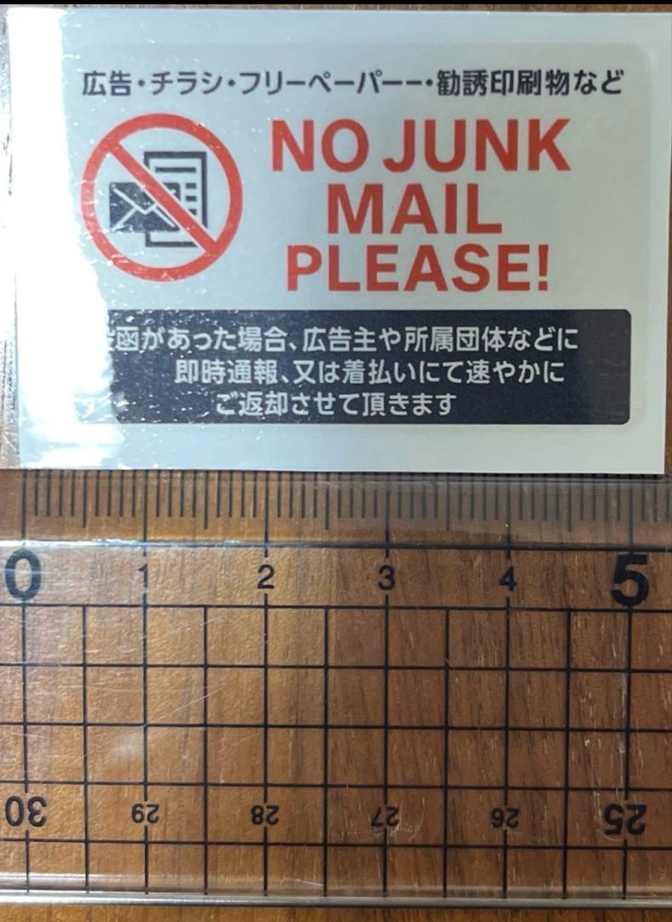 広告・チラシ・フリーペーパー・勧誘印刷物など
NO JUNK
MAIL
PLEASE!
函があった場合、広告主や所属団体などに
即時通報、又は着払いにて速やかに
ご返却させて頂きます
0 1 2 3 4 5
30 29 28 27 26 25